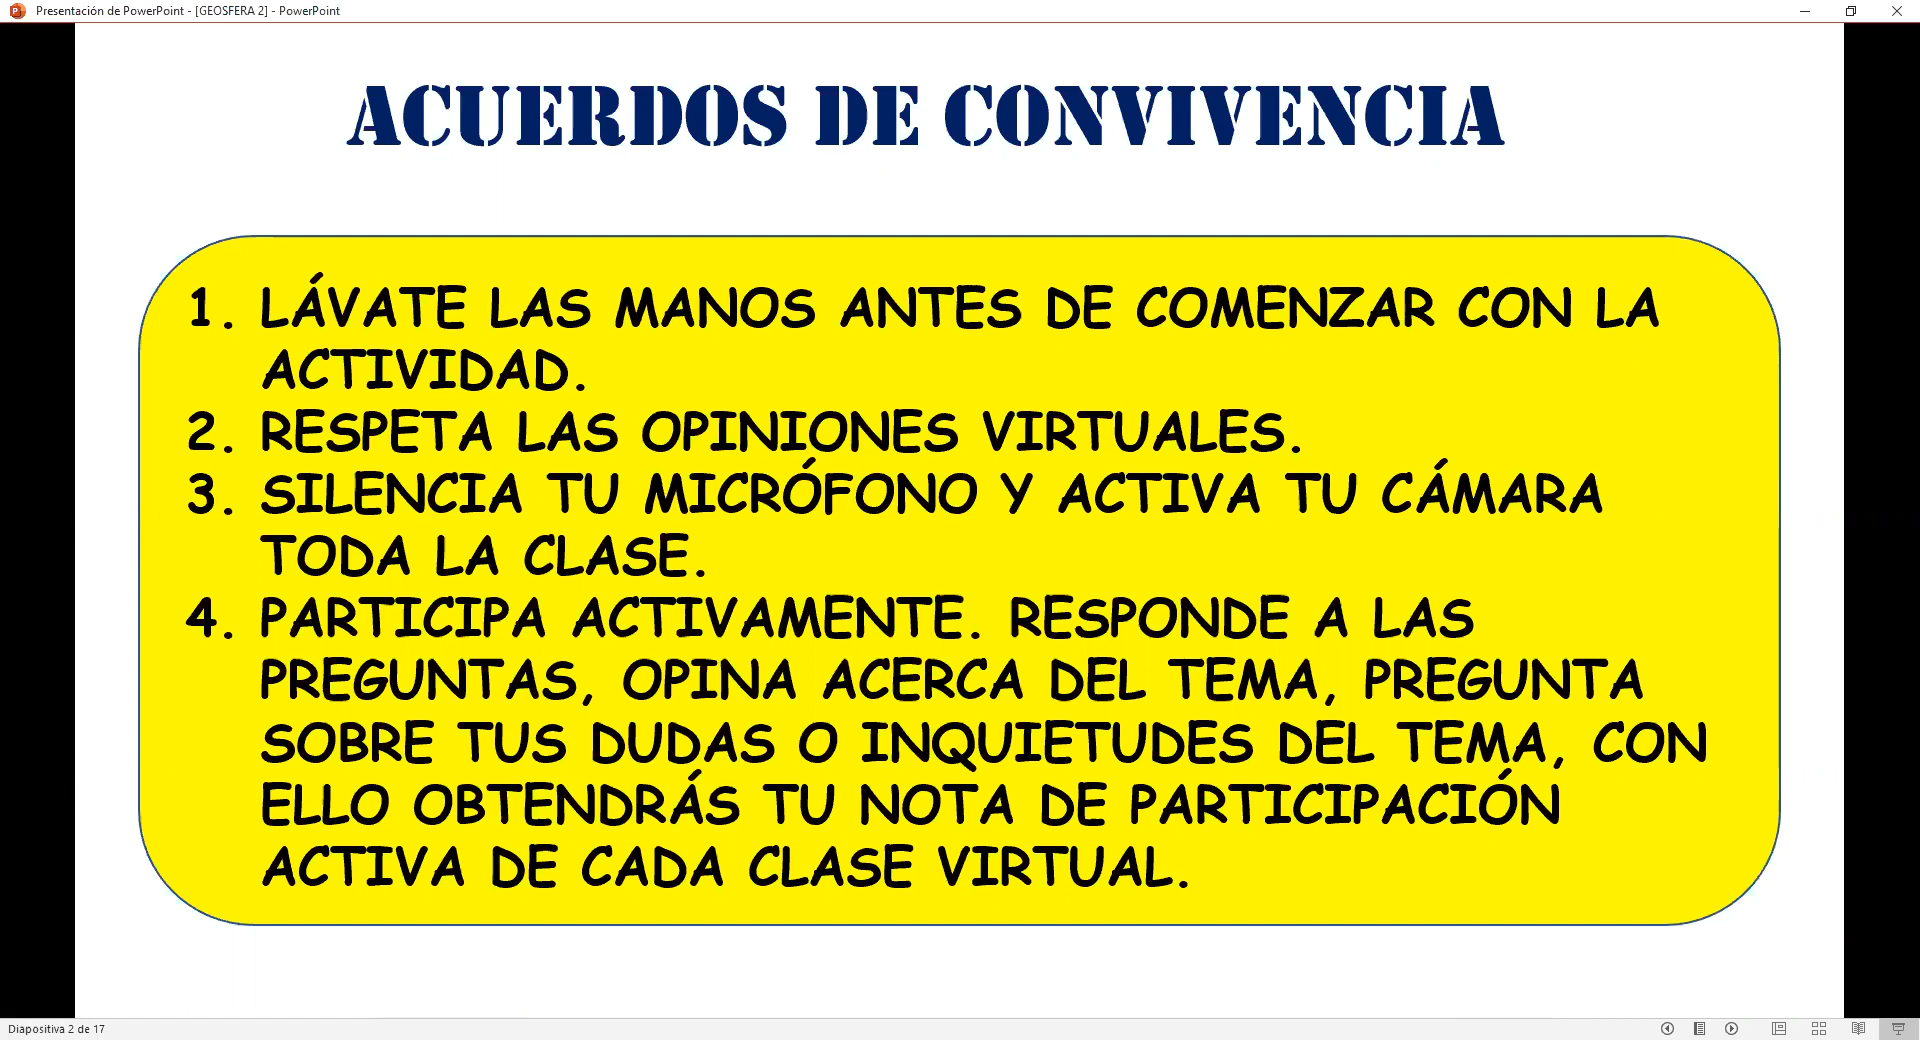 Presentación de PowerPoint - [GEOSFERA 2] - PowerPoint
ACUERDOS DE CONVIVENCIA
1. LÁVATE LAS MANOS ANTES DE COMENZAR CON LA
ACTIVIDAD.
2. RESPETA LAS OPINIONES VIRTUALES.
3. SILENCIA TU MICRÓFONO Y ACTIVA TU CÁMARA
TODA LA CLASE.
4. PARTICIPA ACTIVAMENTE. RESPONDE A LAS
PREGUNTAS, OPINA ACERCA DEL TEMA, PREGUNTA
SOBRE TUS DUDAS O INQUIETUDES DEL TEMA, CON
ELLO OBTENDRÁS TU NOTA DE PARTICIPACIÓN
ACTIVA DE CADA CLASE VIRTUAL.
Diapositiva 2 de 17